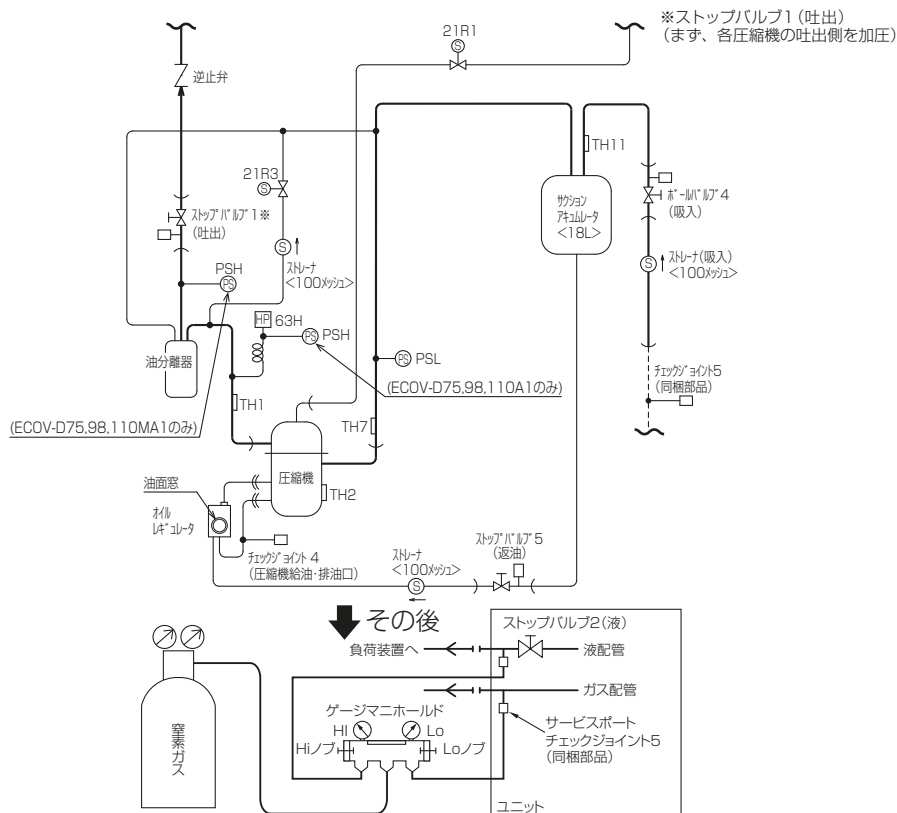 ※ストップバルブ1(吐出)
(まず、各圧縮機の吐出側を加圧)
21R1
S
逆止弁
TH11
21R3
S
ストップバルブ1※
(吐出)
サクション
アキュムレータ
<18L>
ボールバルブ4
(吸入)
S
ストレーナ
<100メッシュ>
S
ストレーナ(吸入)
<100メッシュ>
PSH
PS
HP 63H
PS PSH
油分離器
PS PSL
チェックジョイント5
(同梱部品)
(ECOV-D75,98,110A1のみ)
TH1
(ECOV-D75,98,110MA1のみ)
TH7
圧縮機
油面窓
TH2
オイル
レギュレータ
チェックジョイント4
(圧縮機給油・排油口)
ストレーナ
<100メッシュ>
S
ストップバルブ5
(返油)
その後
ストップバルブ2(液)
負荷装置へ
液配管
ガス配管
ゲージマニホールド
HI
Lo
Hiノブ
Loノブ
サービスポート
チェックジョイント5
(同梱部品)
窒素ガス
ユニット